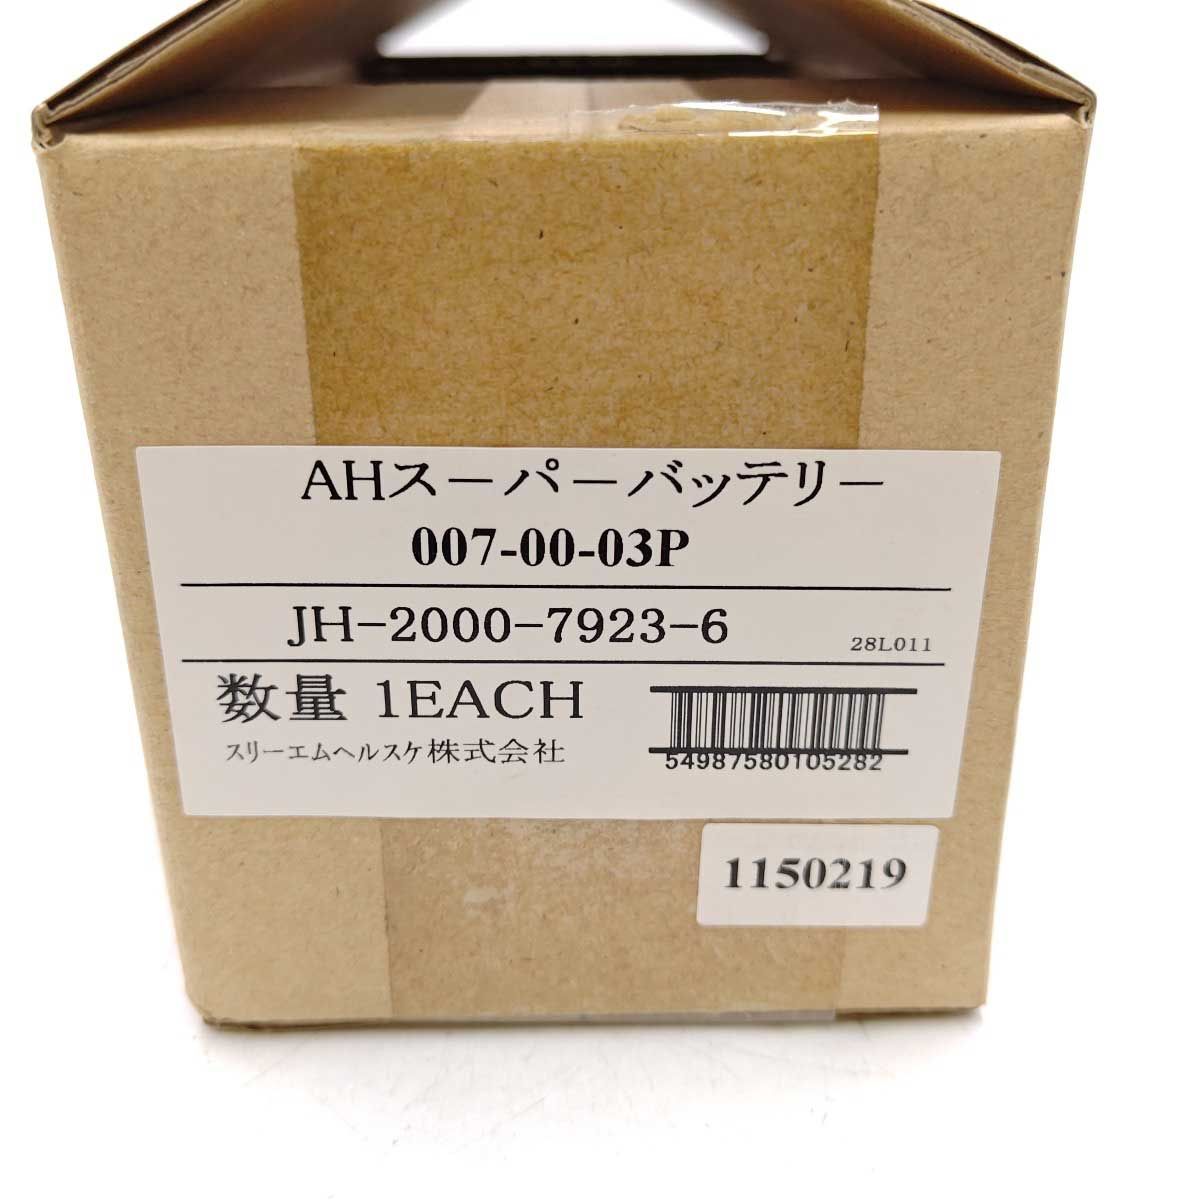 AHスーパーバッテリー
007-00-03P
JH-2000-7923-6
28L011
数量 1EACH
スリーエムヘルスケ株式会社
54987580105282
1150219